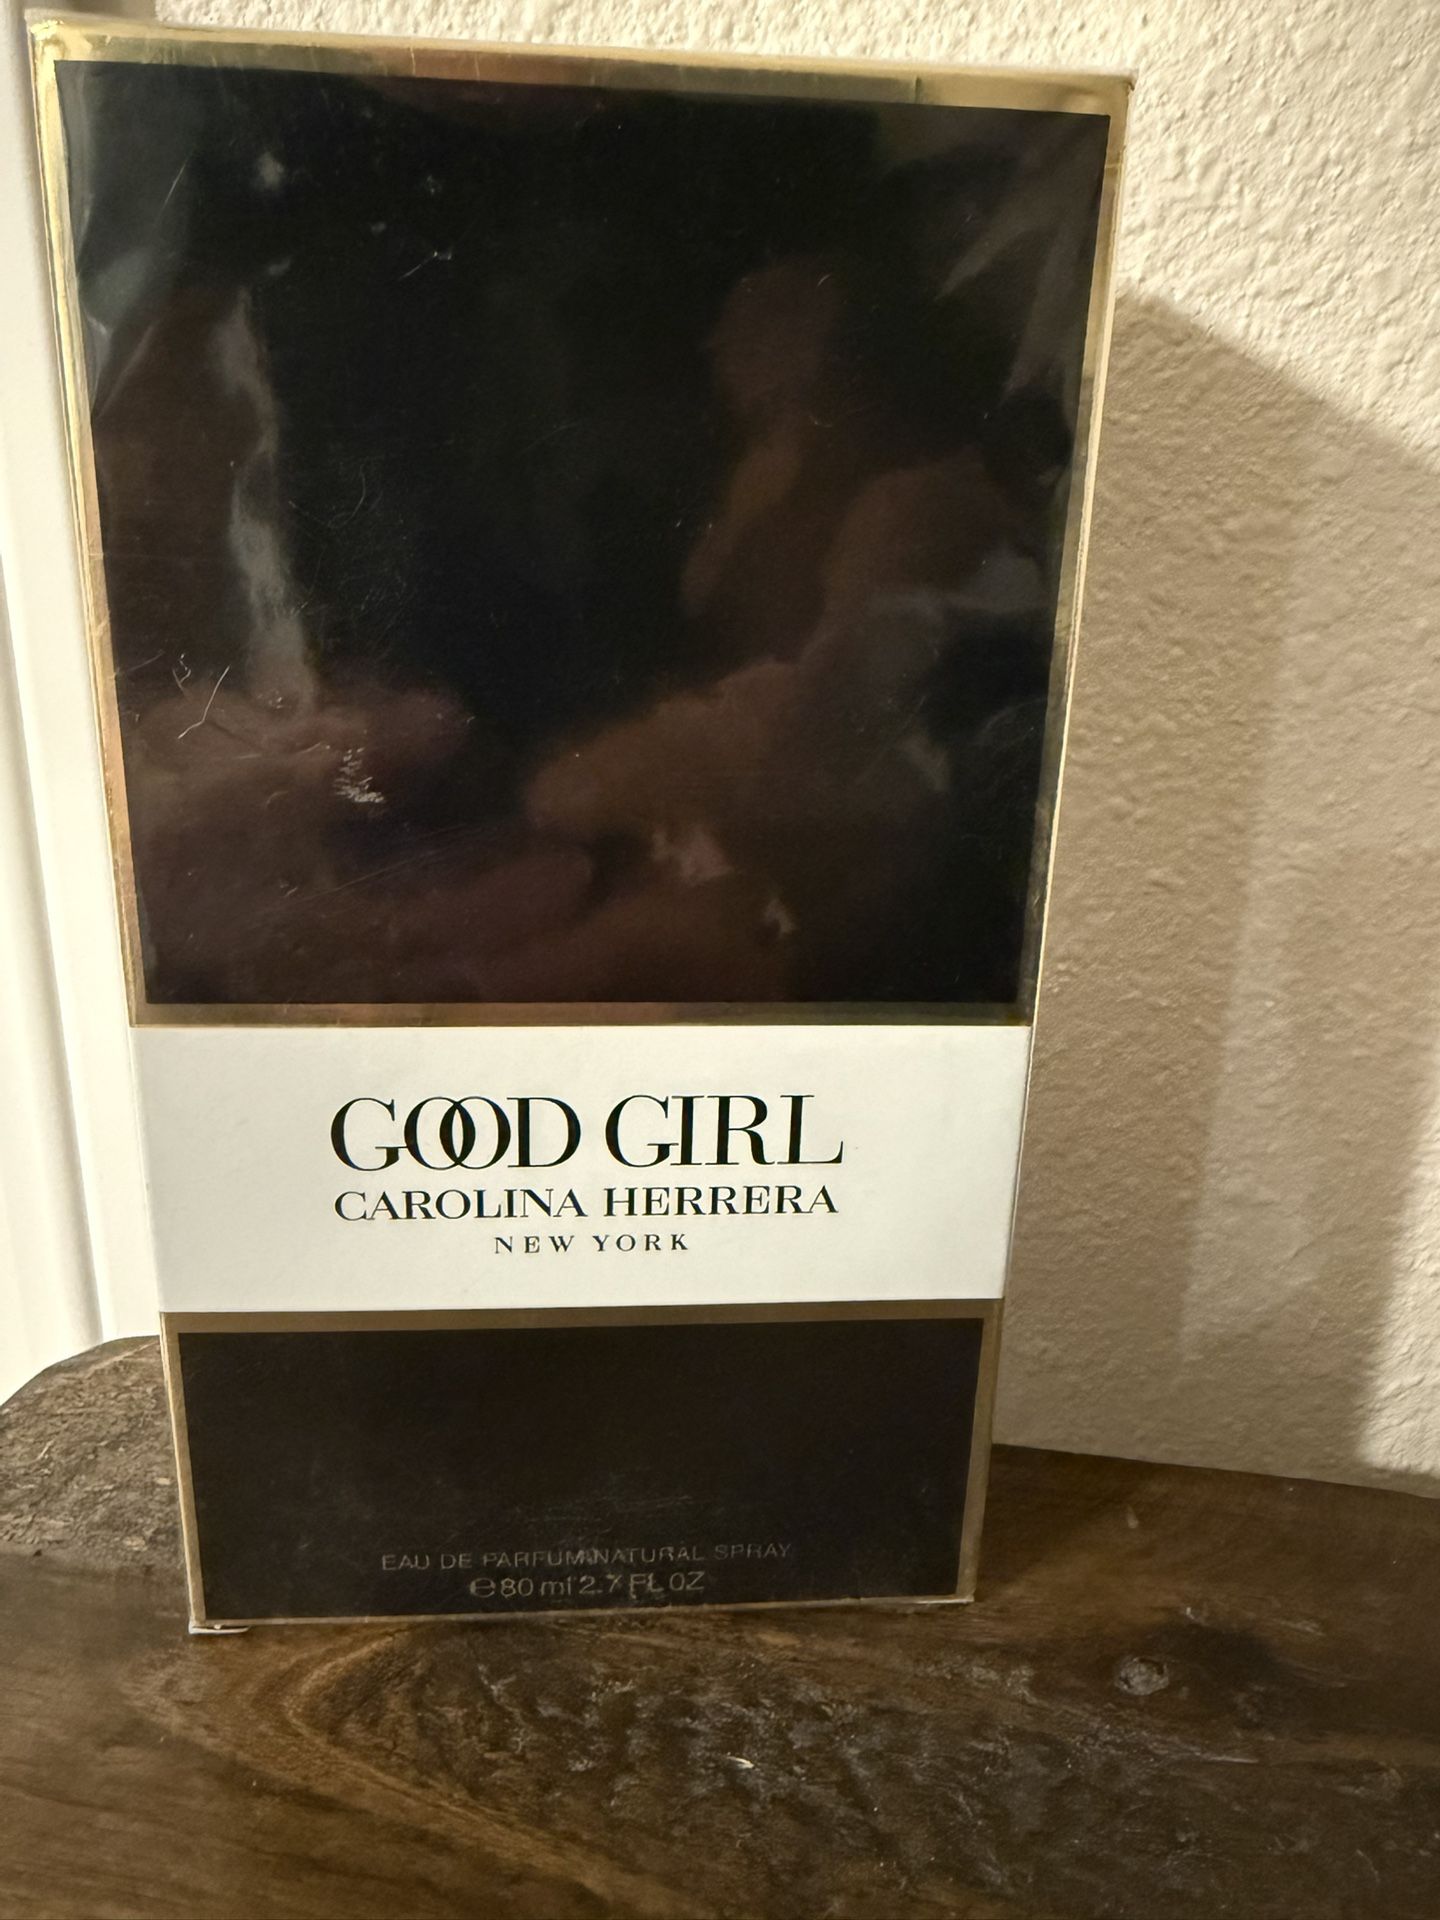 GOOD GIRL
CAROLINA HERRERA
NEW YORK
EAU DE PARFUM NATURAL SPRAY
℮ 80 ml 2.7 FL OZ